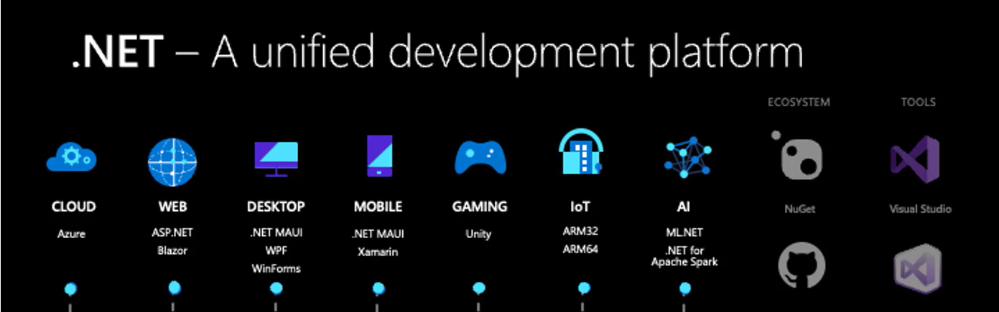 .NET – A unified development platform
ECOSYSTEM
TOOLS
CLOUD
Azure
WEB
ASP.NET
Blazor
DESKTOP
.NET MAUI
WPF
WinForms
MOBILE
.NET MAUI
Xamarin
GAMING
Unity
IoT
ARM32
ARM64
AI
ML.NET
.NET for
Apache Spark
NuGet
Visual Studio